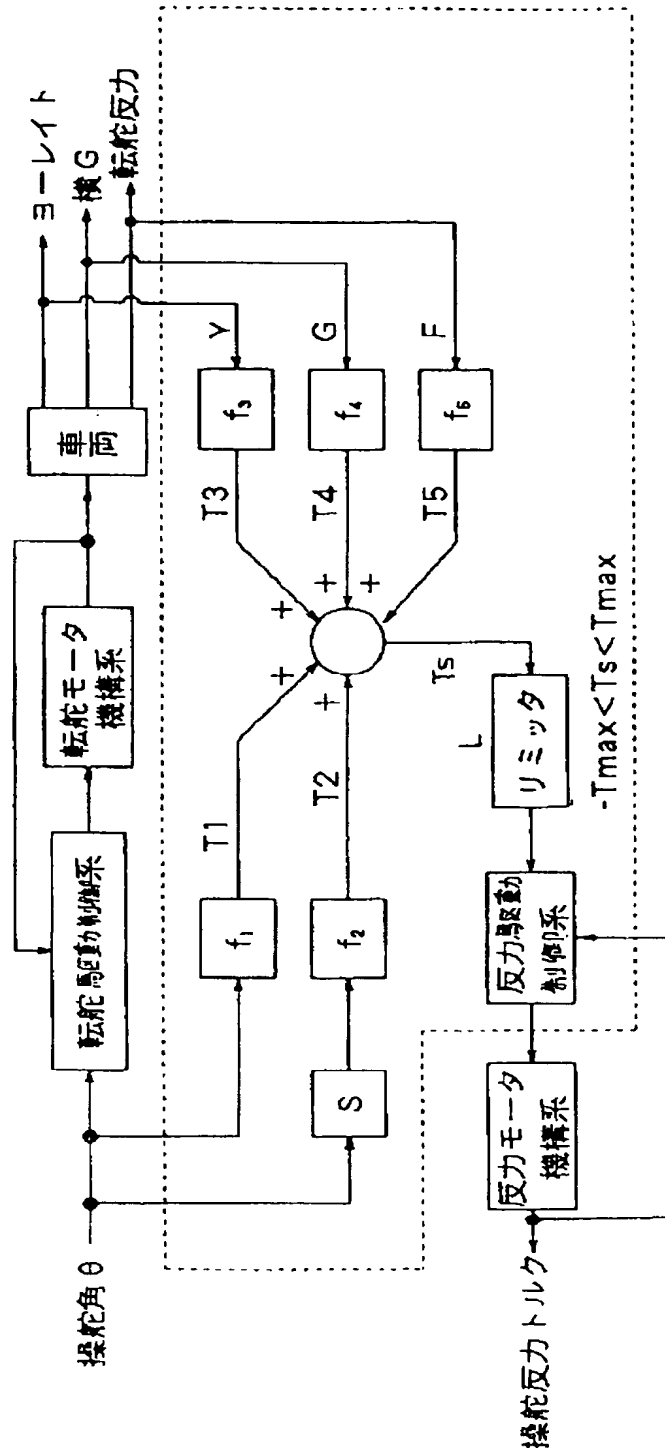 操舵角 θ
転舵駆動制御系
転舵モータ
機構系
車両
ヨーレイト
横G
転舵反力
f₁
T1
S
f₂
T2
Y
f₃
T3
G
f₄
T4
F
f₅
T5
+
+
+
+
+
Ts
L
リミッタ
-Tmax<Ts<Tmax
反力駆動
制御系
反力モータ
機構系
操舵反力トルク